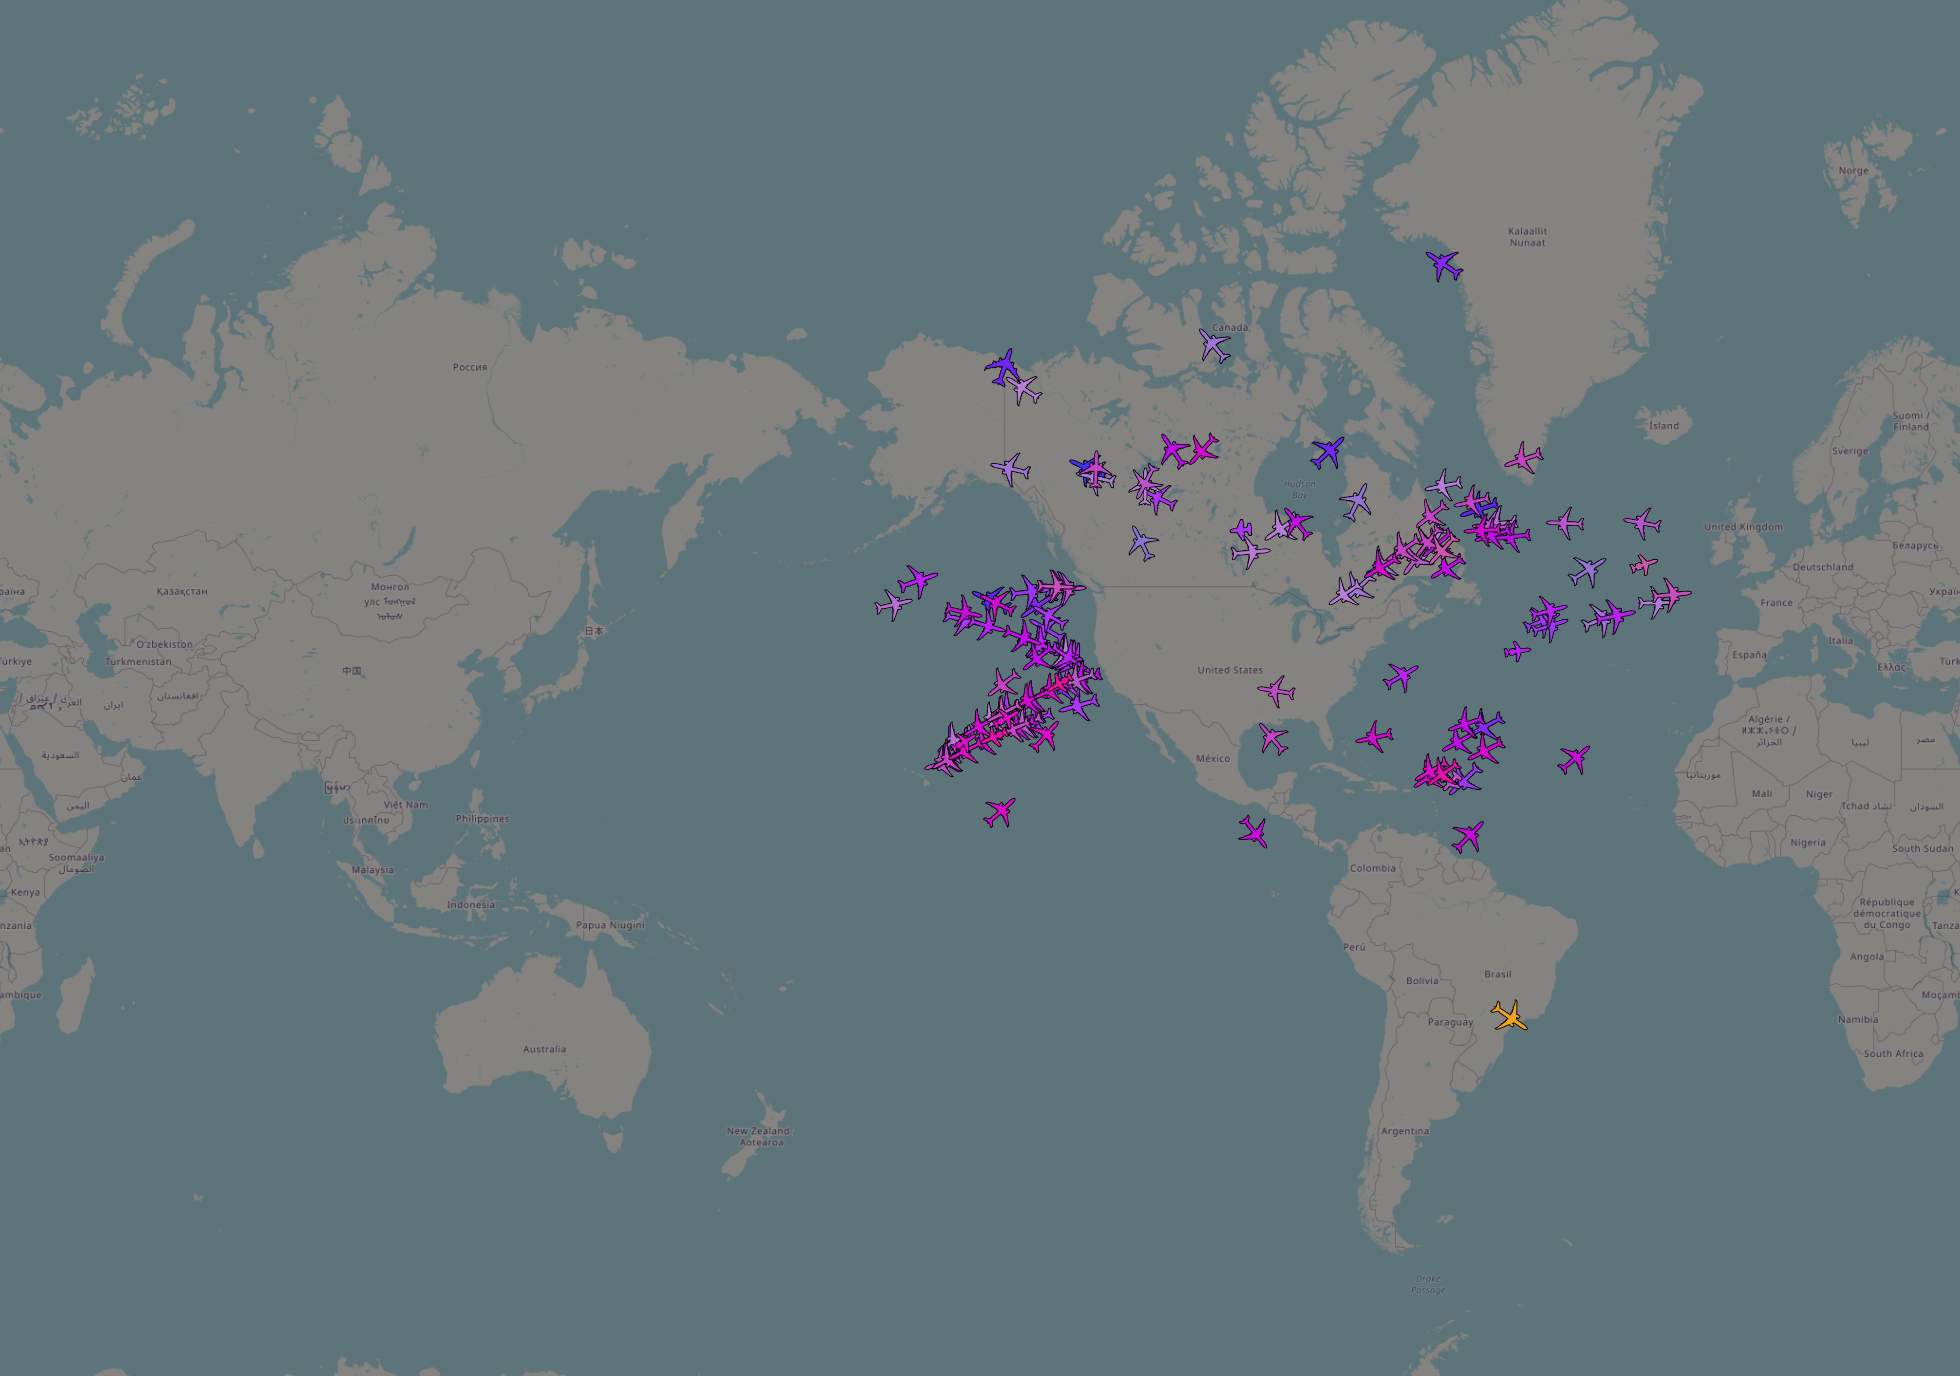 Norge
Kalaallit
Nunaat
Canada
Россия
Suomi /
Finland
Ísland
Sverige
Hudson
Bay
United Kingdom
Беларусь
Deutschland
Қазақстан
Монгол
улс
France
Italia
日本
O'zbekiston
Türkiye
Turkmenistan
中国
United States
España
Ελλάς
افغانستان
ایران
العراق / عێراق
السعودية
عمان
اليمن
México
Algérie /
ⵍⵣⵣⴰⵢⴻⵔ /
الجزائر
ليبيا
مصر
موريتانيا
Mali
Niger
Tchad تشاد
السودان
မြန်မာ
Việt Nam
ประเทศไทย
Philippines
ኢትዮጵያ
Soomaaliya
الصومال
Kenya
Malaysia
Nigeria
South Sudan
Colombia
Indonesia
Papua Niugini
République
démocratique
du Congo
Perú
Brasil
Bolivia
Angola
Paraguay
Namibia
Australia
South Africa
New Zealand /
Aotearoa
Argentina
Drake
Passage